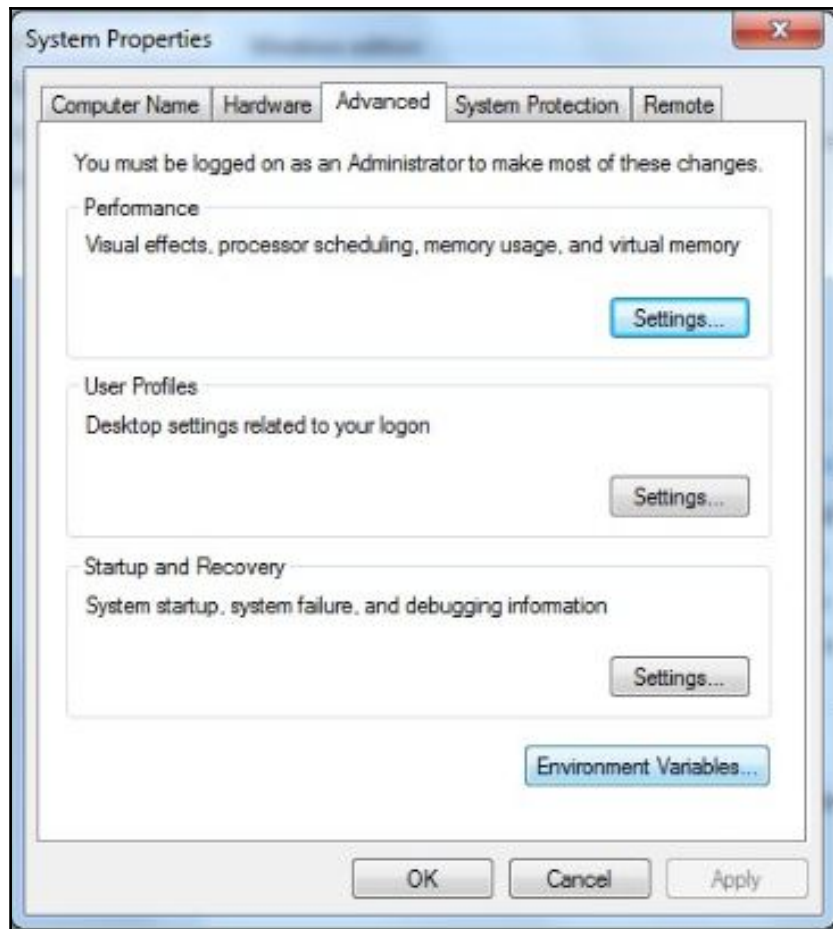 System Properties
Windows edition
Computer Name Hardware Advanced System Protection Remote
You must be logged on as an Administrator to make most of these changes.
Performance
Visual effects, processor scheduling, memory usage, and virtual memory
Settings...
User Profiles
Desktop settings related to your logon
Settings...
Startup and Recovery
System startup, system failure, and debugging information
Settings...
Environment Variables...
OK Cancel Apply